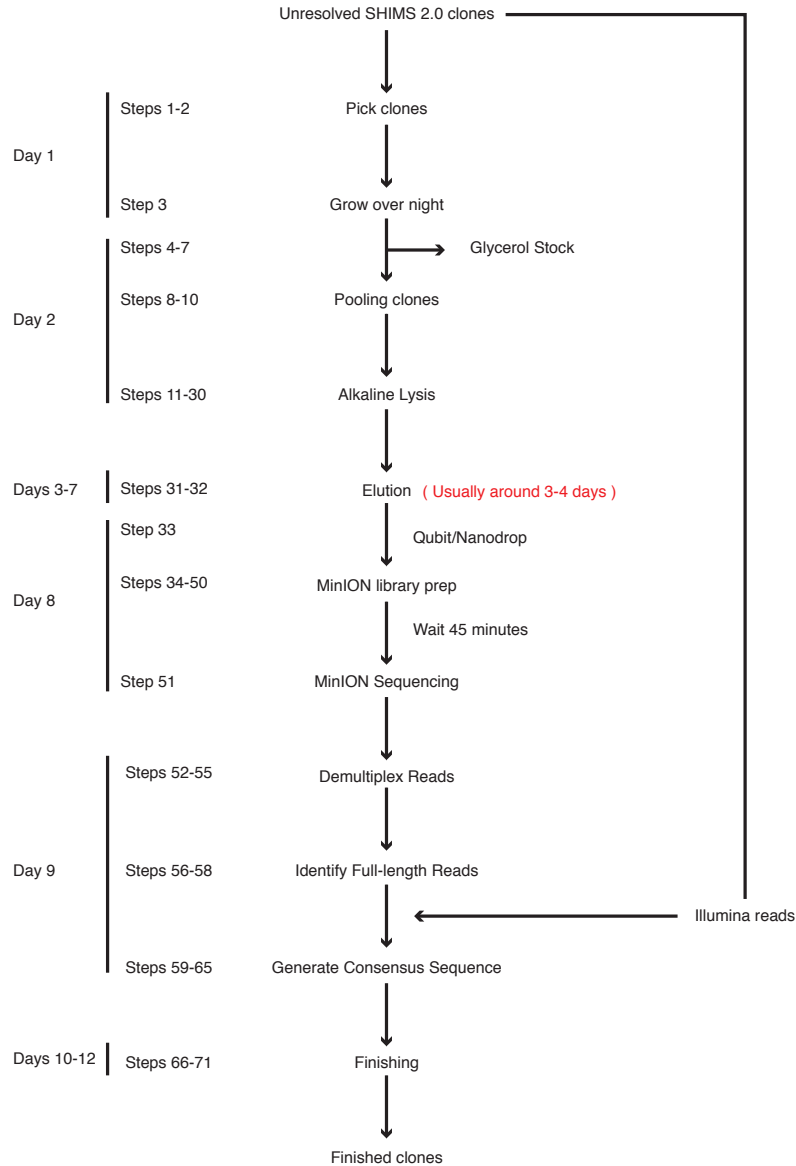 Unresolved SHIMS 2.0 clones
Steps 1-2
Pick clones
Day 1
Step 3
Grow over night
Steps 4-7
Glycerol Stock
Steps 8-10
Pooling clones
Day 2
Steps 11-30
Alkaline Lysis
Days 3-7
Steps 31-32
Elution ( Usually around 3-4 days )
Step 33
Qubit/Nanodrop
Steps 34-50
MinION library prep
Day 8
Wait 45 minutes
Step 51
MinION Sequencing
Steps 52-55
Demultiplex Reads
Day 9
Steps 56-58
Identify Full-length Reads
Illumina reads
Steps 59-65
Generate Consensus Sequence
Days 10-12
Steps 66-71
Finishing
Finished clones